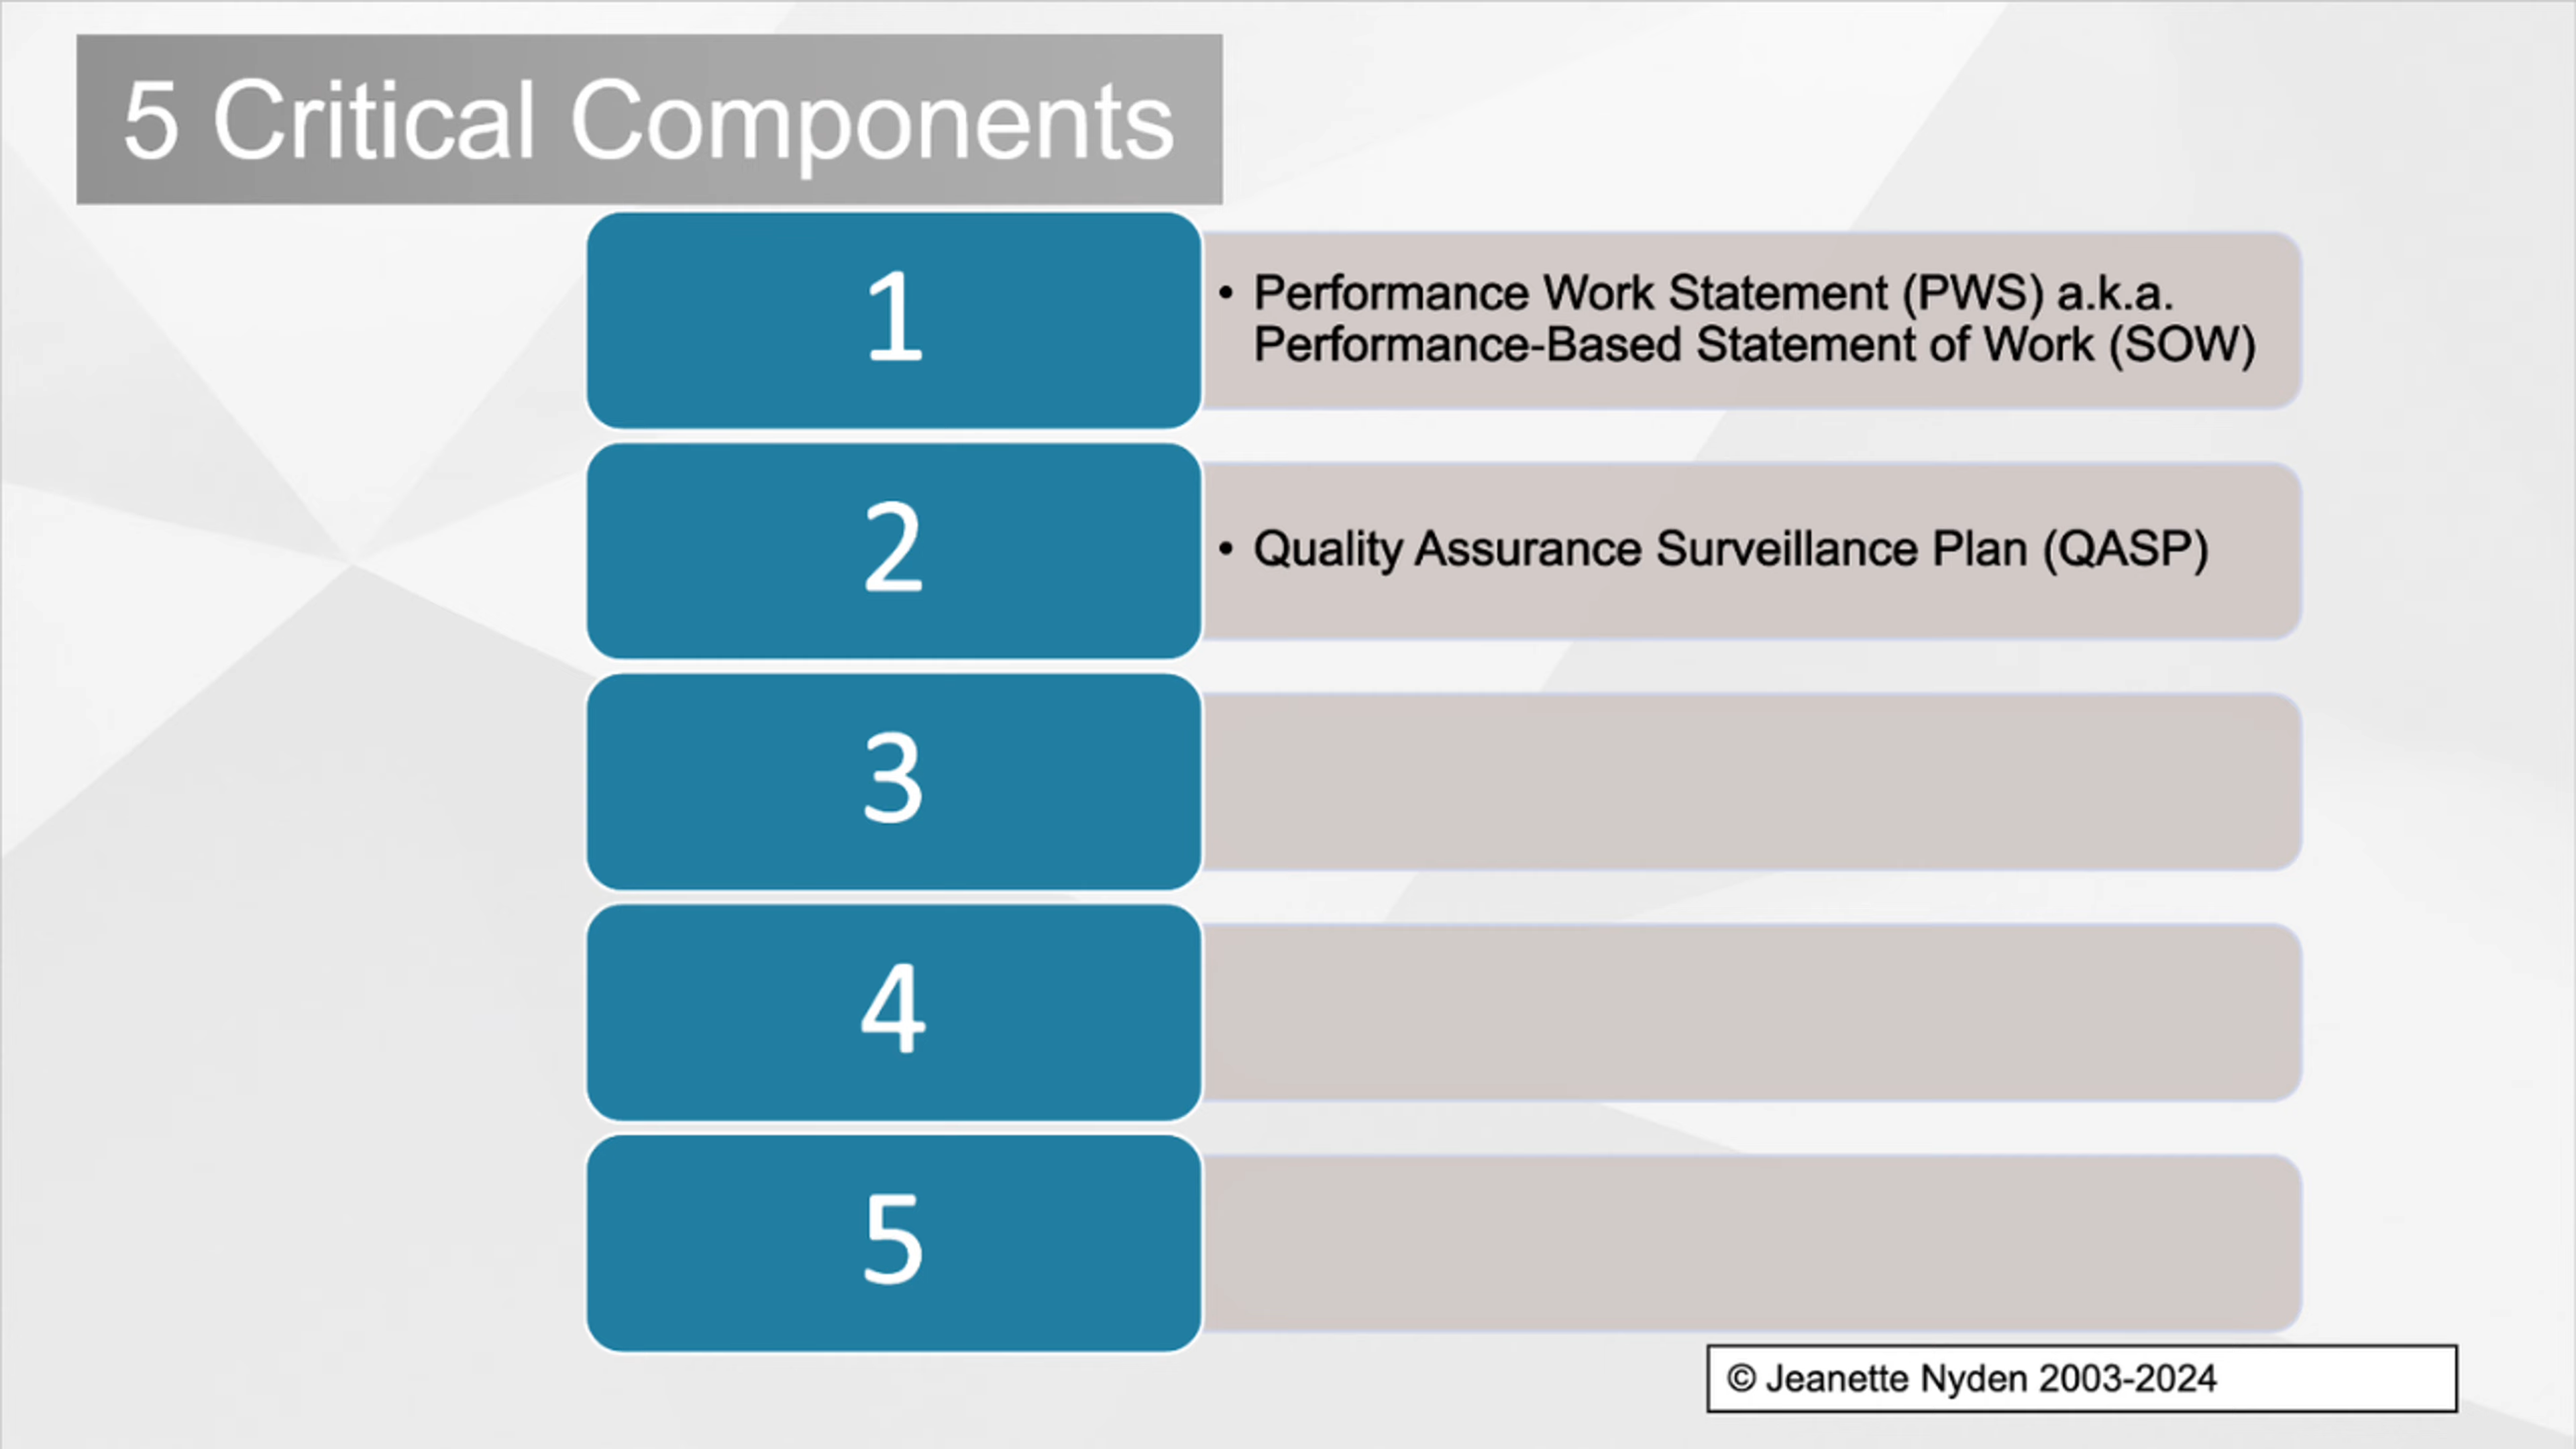 5 Critical Components
1
• Performance Work Statement (PWS) a.k.a.
Performance-Based Statement of Work (SOW)
2
• Quality Assurance Surveillance Plan (QASP)
3
4
5
© Jeanette Nyden 2003-2024